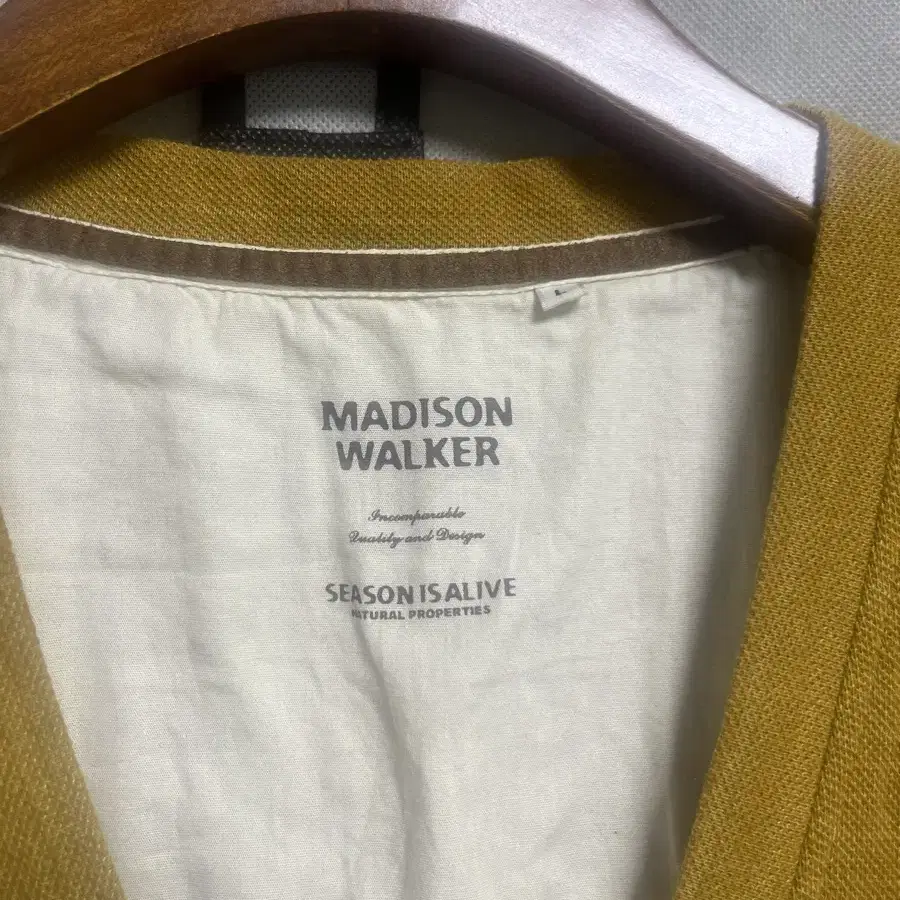 MADISON
WALKER
Incomparable
Quality and Design
SEASON IS ALIVE
NATURAL PROPERTIES